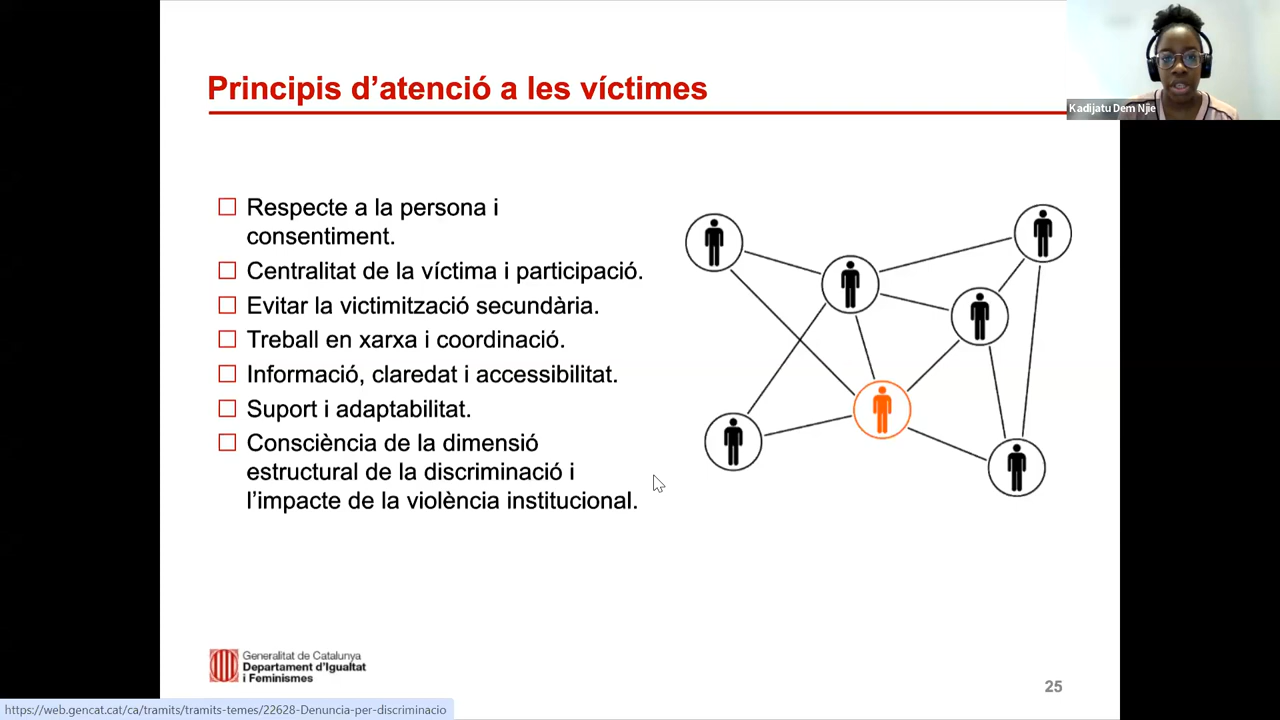 Principis d’atenció a les víctimes
Kadijatu Dem Njie
Respecte a la persona i
consentiment.
Centralitat de la víctima i participació.
Evitar la victimització secundària.
Treball en xarxa i coordinació.
Informació, claredat i accessibilitat.
Suport i adaptabilitat.
Consciència de la dimensió
estructural de la discriminació i
l’impacte de la violència institucional.
Generalitat de Catalunya
Departament d’Igualtat
i Feminismes
25
https://web.gencat.cat/ca/tramits/tramits-temes/22628-Denuncia-per-discriminacio